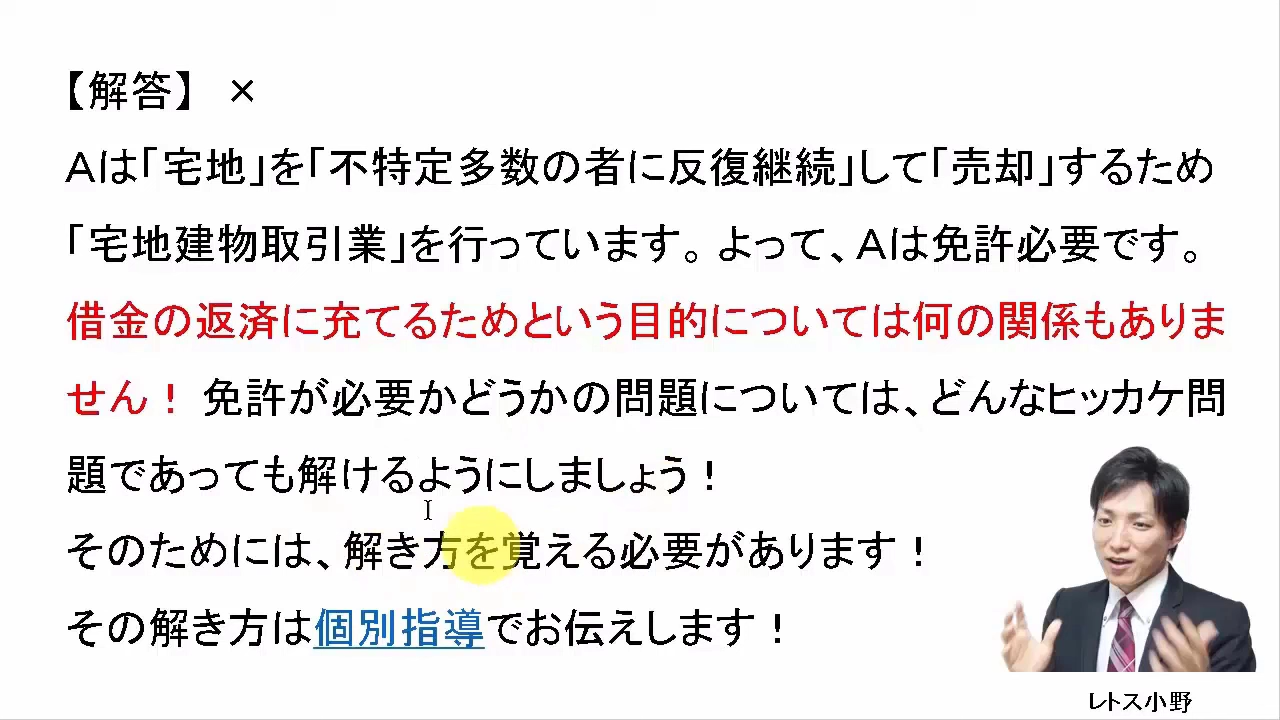 【解答】 ×
Aは「宅地」を「不特定多数の者に反復継続」して「売却」するため
「宅地建物取引業」を行っています。よって、Aは免許必要です。
借金の返済に充てるためという目的については何の関係もありま
せん！ 免許が必要かどうかの問題については、どんなヒッカケ問
題であっても解けるようにしましょう！
そのためには、解き方を覚える必要があります！
その解き方は個別指導でお伝えします！
レトス小野